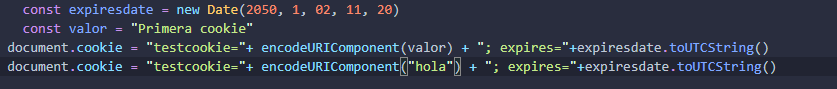 const expiresdate = new Date(2050, 1, 02, 11, 20)
const valor = "Primera cookie"
document.cookie = "testcookie="+ encodeURIComponent(valor) + "; expires="+expiresdate.toUTCString()
document.cookie = "testcookie="+ encodeURIComponent("hola") + "; expires="+expiresdate.toUTCString()